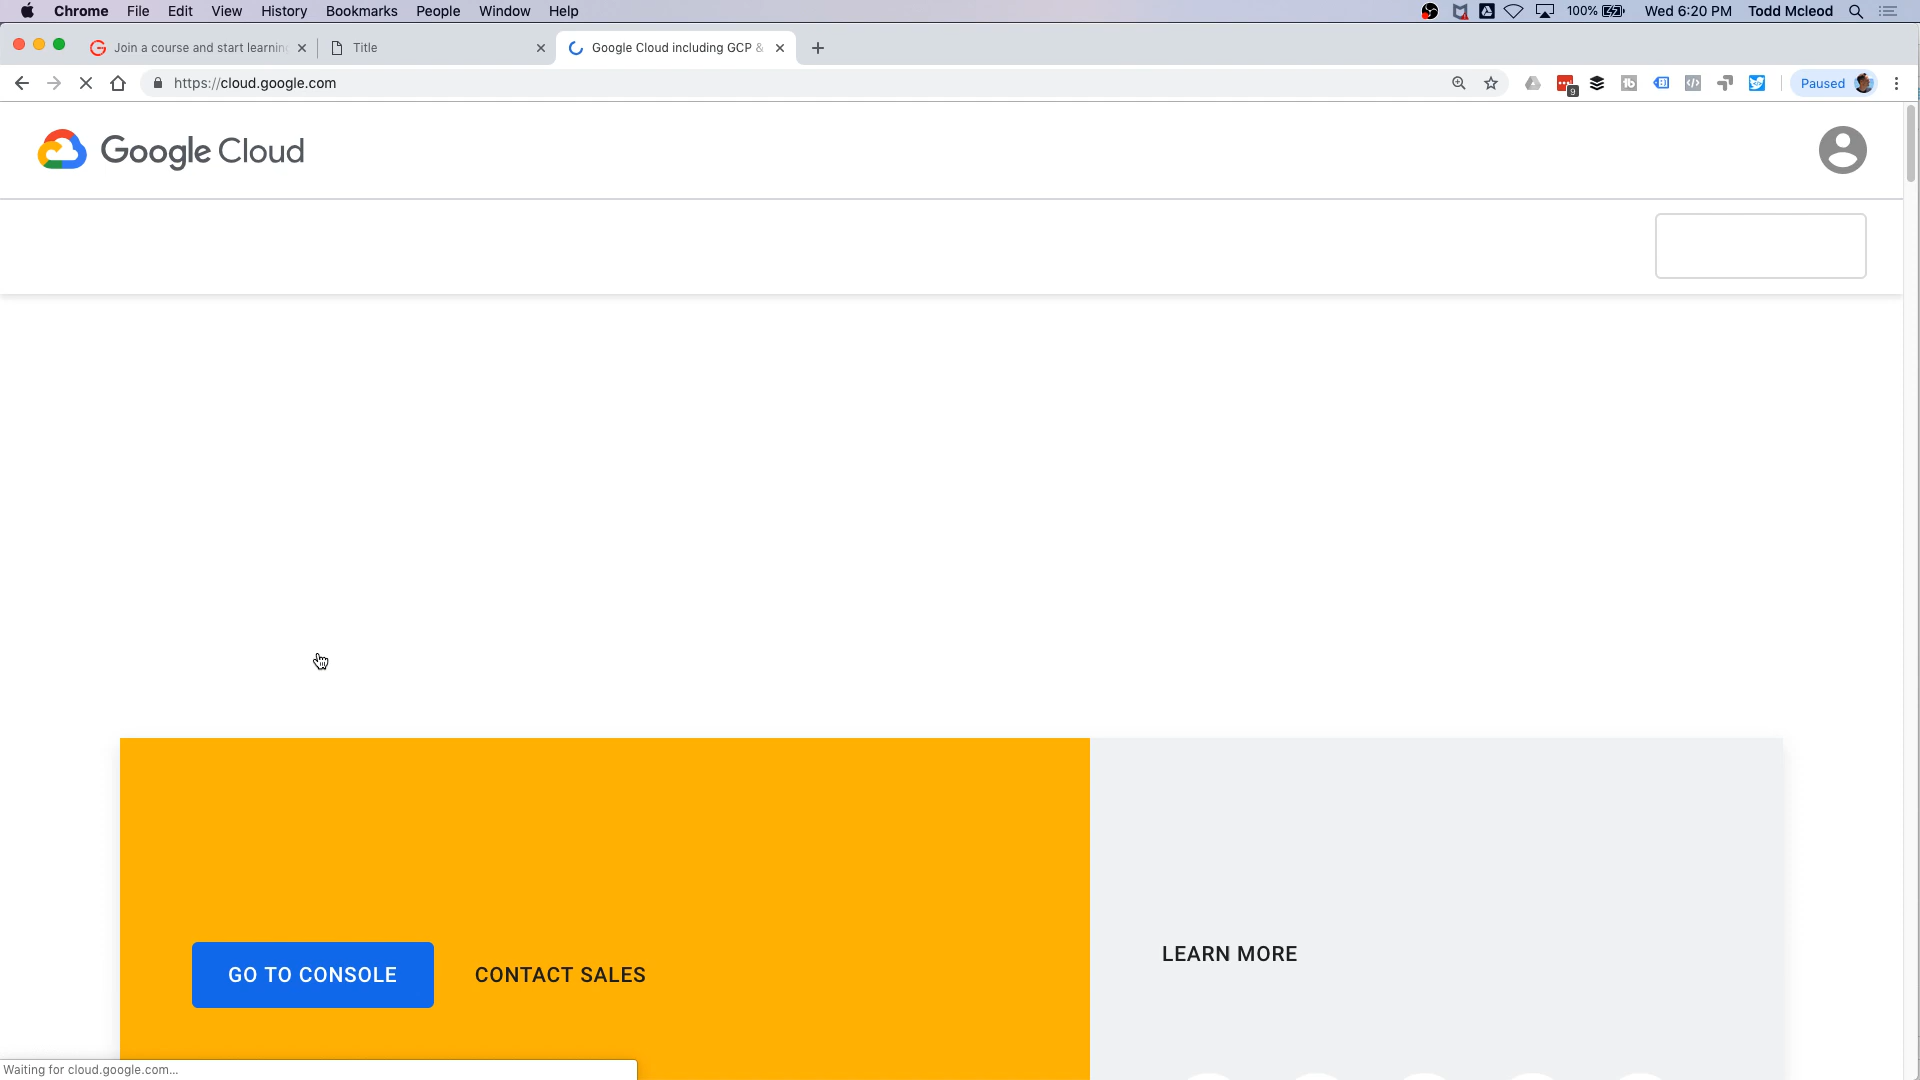 Chrome File Edit View History Bookmarks People Window Help 100% Wed 6:20 PM Todd Mcleod
Join a course and start learning Title Google Cloud including GCP &
https://cloud.google.com 9 Paused
Google Cloud
GO TO CONSOLE CONTACT SALES LEARN MORE
Waiting for cloud.google.com...